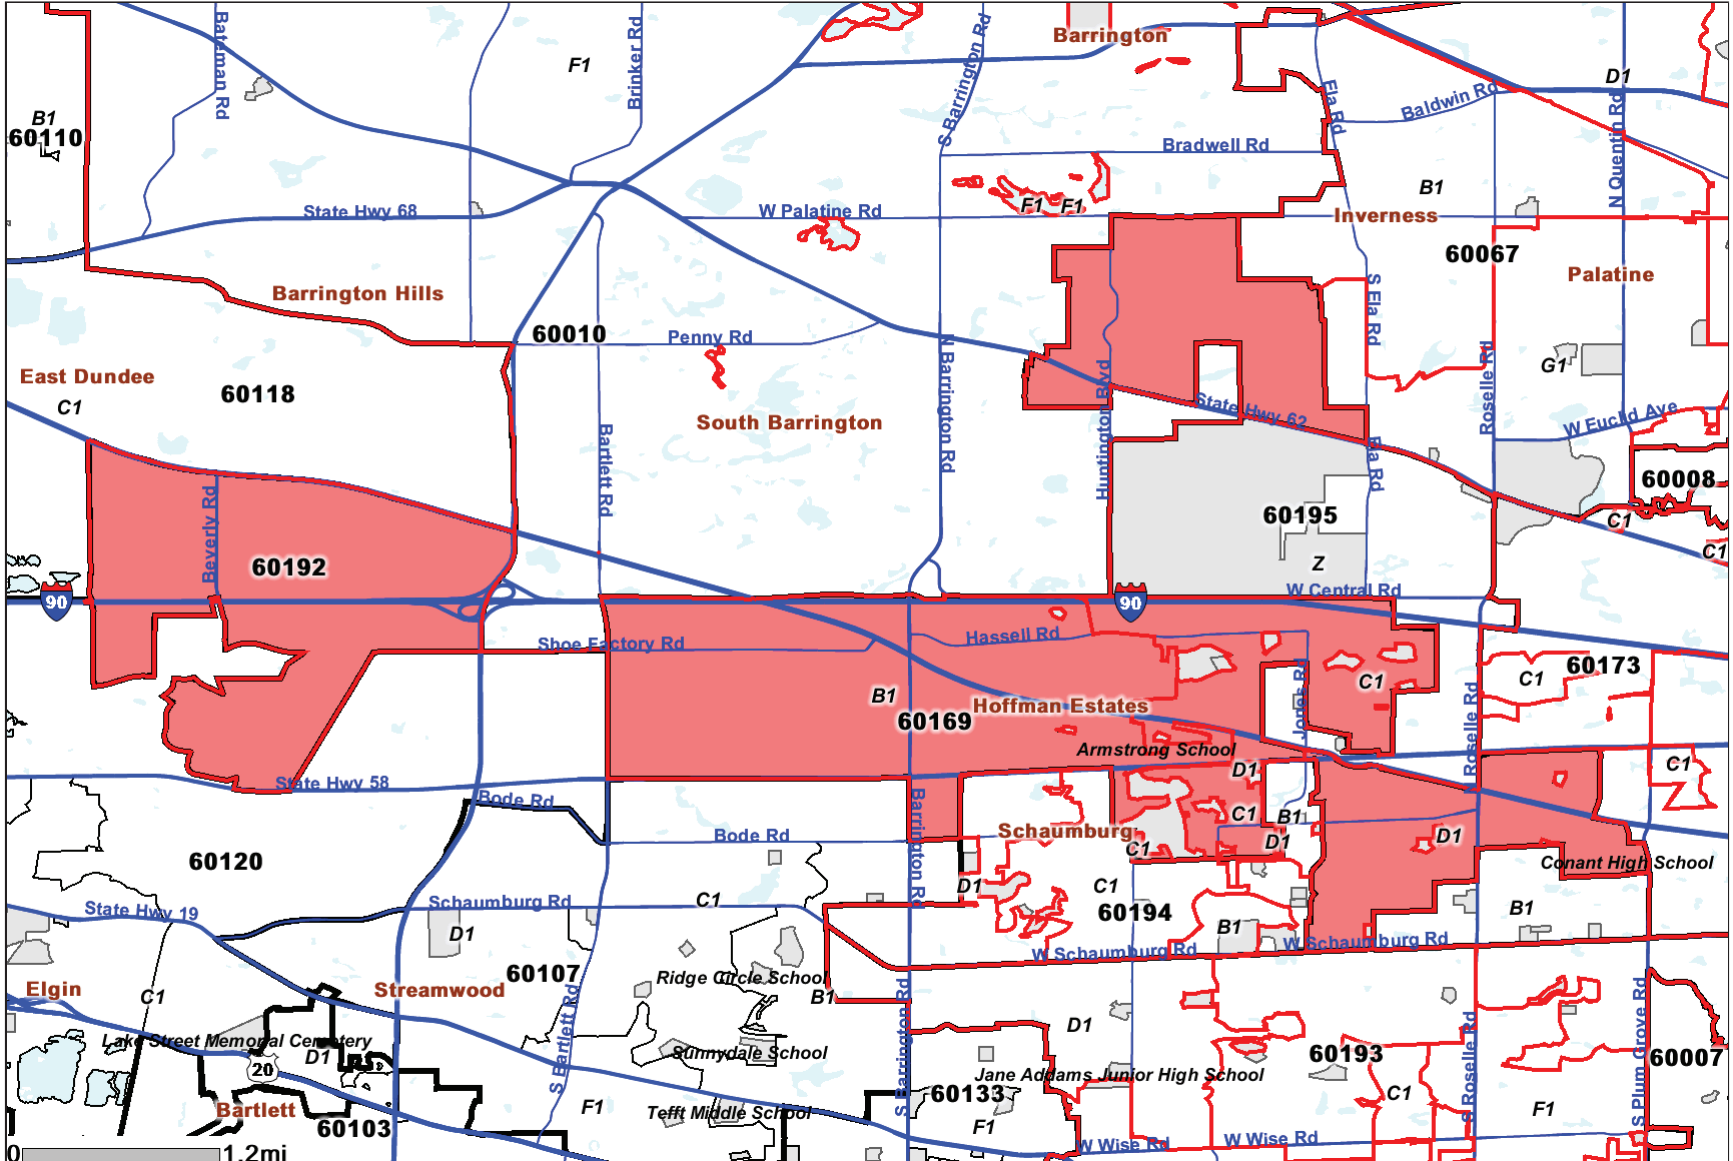 Bateman Rd
Brinker Rd
F1
S Barrington Rd
Barrington
D1
B1
60110
Ela Rd
Baldwin Rd
N Quentin Rd
Bradwell Rd
B1
State Hwy 68
W Palatine Rd
F1
F1
Inverness
60067
Palatine
Barrington Hills
60010
Penny Rd
S Ela Rd
East Dundee
C1
60118
N Barrington Rd
Huntington Blvd
Roselle Rd
G1
South Barrington
State Hwy 62
W Euclid Ave
Bartlett Rd
Ela Rd
60008
Beverly Rd
60195
C1
C1
60192
Z
W Central Rd
90
90
Shoe Factory Rd
Hassell Rd
60173
C1
C1
B1
60169
Hoffman Estates
Jones Rd
Roselle Rd
Armstrong School
D1
C1
State Hwy 58
Bode Rd
Barrington Rd
C1
B1
Bode Rd
Schaumburg
D1
D1
C1
Conant High School
60120
D1
C1
Schaumburg Rd
C1
60194
B1
State Hwy 19
D1
B1
W Schaumburg Rd
W Schaumburg Rd
60107
Ridge Circle School
Elgin
C1
Streamwood
B1
S Bartlett Rd
S Barrington Rd
D1
S Roselle Rd
S Plum Grove Rd
Lake Street Memorial Cemetery
D1
Sunnydale School
60193
60007
20
Jane Addams Junior High School
60133
C1
Bartlett
F1
Tefft Middle School
F1
F1
60103
W Wise Rd
W Wise Rd
0
1.2mi